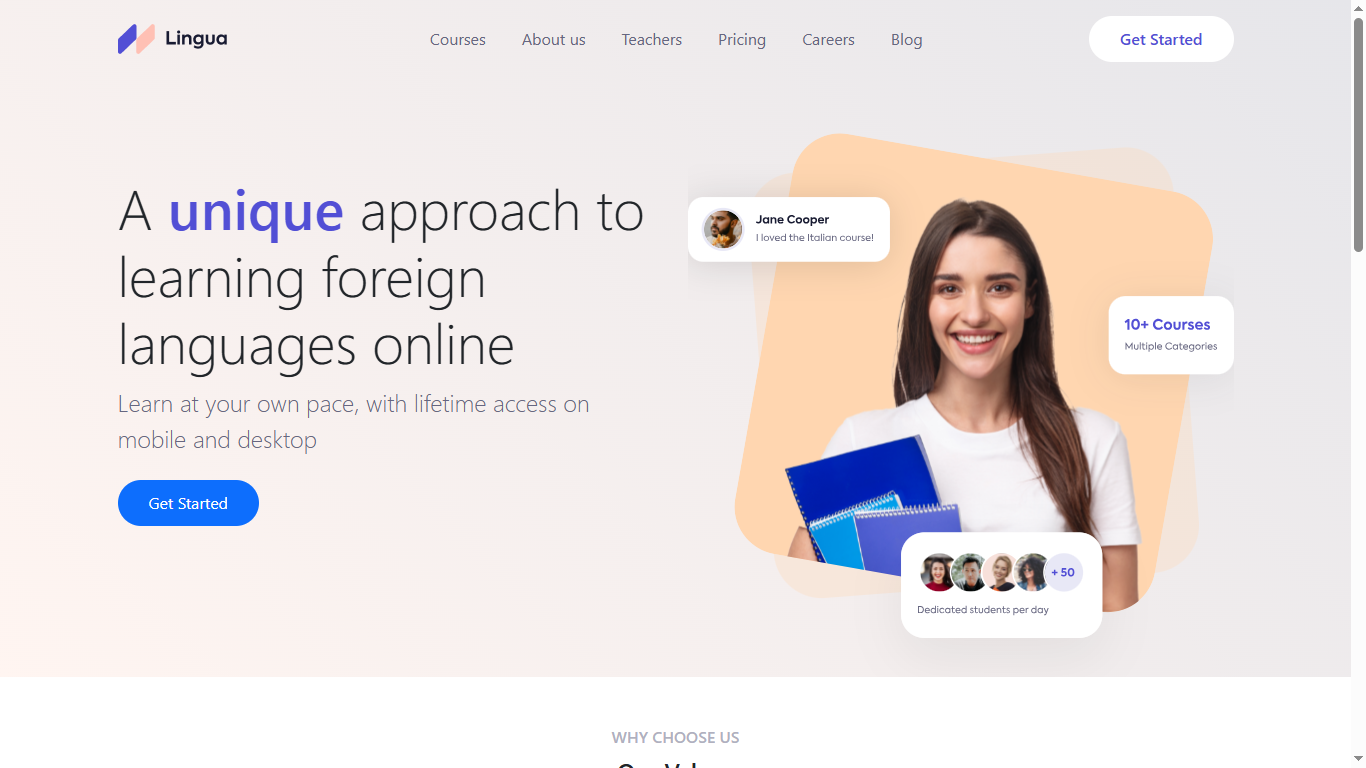 Lingua
Courses
About us
Teachers
Pricing
Careers
Blog
Get Started
A unique approach to
learning foreign
languages online
Learn at your own pace, with lifetime access on
mobile and desktop
Get Started
Jane Cooper
I loved the Italian course!
10+ Courses
Multiple Categories
+ 50
Dedicated students per day
WHY CHOOSE US